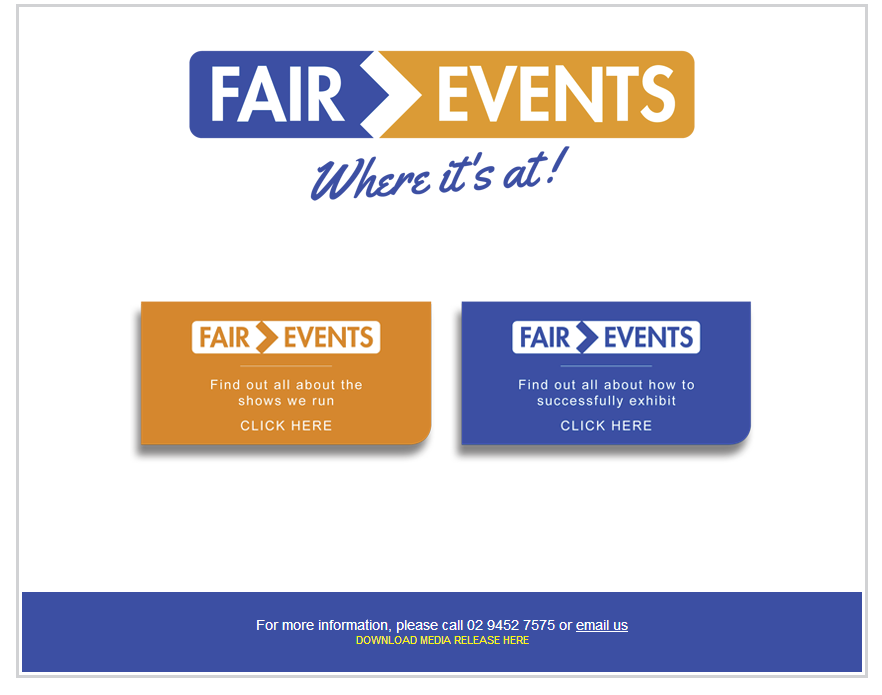 FAIR EVENTS
Where it's at!
FAIR EVENTS
Find out all about the
shows we run
CLICK HERE
FAIR EVENTS
Find out all about how to
successfully exhibit
CLICK HERE
For more information, please call 02 9452 7575 or email us
DOWNLOAD MEDIA RELEASE HERE